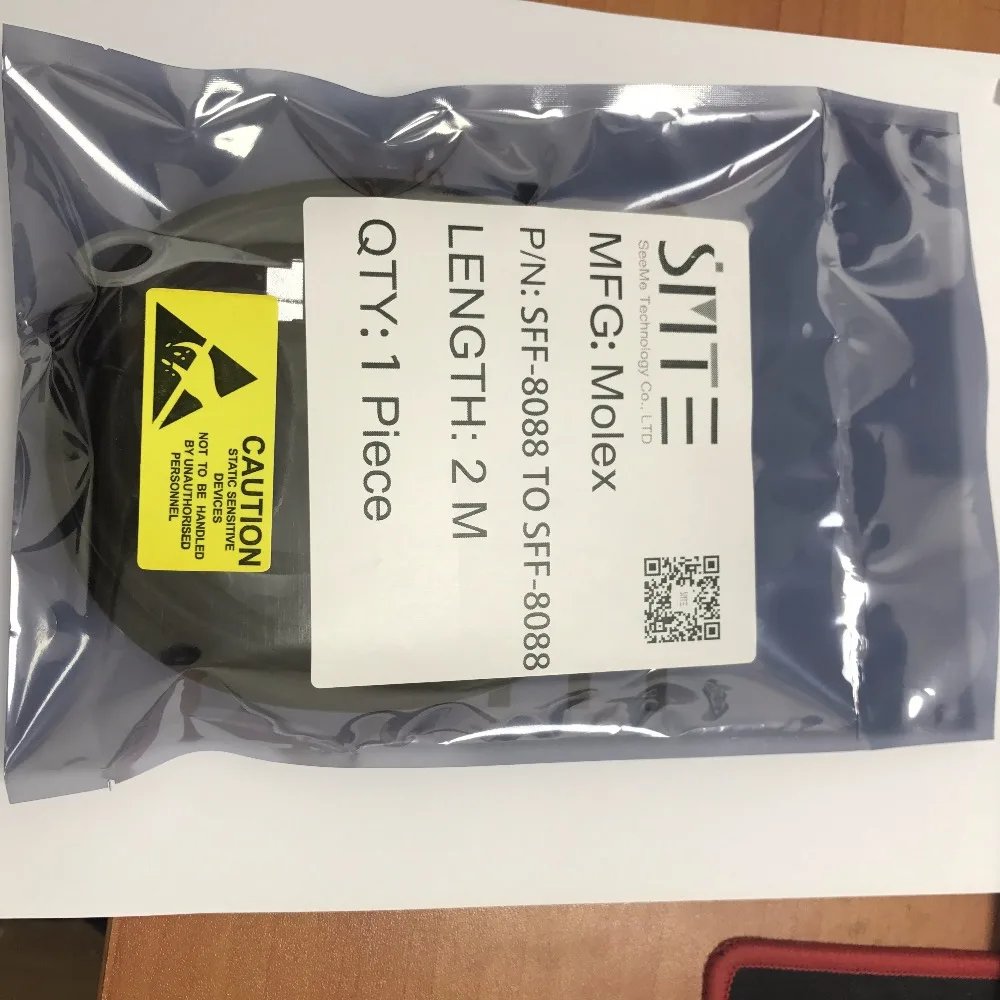 SMTE
SeeMe Technology Co., LTD
MFG: Molex
P/N: SFF-8088 TO SFF-8088
LENGTH: 2 M
QTY: 1 Piece
SMTE
CAUTION
STATIC SENSITIVE
DEVICES
NOT TO BE HANDLED
BY UNAUTHORISED
PERSONNEL